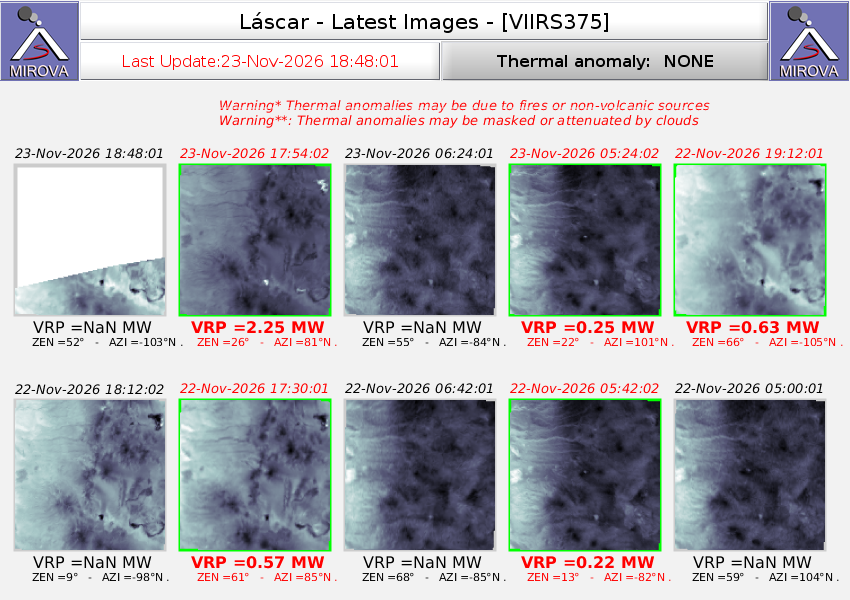 Láscar - Latest Images - [VIIRS375]
MIROVA
Last Update:23-Nov-2026 18:48:01
Thermal anomaly: NONE
MIROVA
Warning* Thermal anomalies may be due to fires or non-volcanic sources
Warning**: Thermal anomalies may be masked or attenuated by clouds
23-Nov-2026 18:48:01 23-Nov-2026 17:54:02 23-Nov-2026 06:24:01 23-Nov-2026 05:24:02 22-Nov-2026 19:12:01
VRP =NaN MW VRP =2.25 MW VRP =NaN MW VRP =0.25 MW VRP =0.63 MW
ZEN =52° - AZI =-103°N . ZEN =26° - AZI =81°N . ZEN =55° - AZI =-84°N . ZEN =22° - AZI =101°N . ZEN =66° - AZI =-105°N .
22-Nov-2026 18:12:02 22-Nov-2026 17:30:01 22-Nov-2026 06:42:01 22-Nov-2026 05:42:02 22-Nov-2026 05:00:01
VRP =NaN MW VRP =0.57 MW VRP =NaN MW VRP =0.22 MW VRP =NaN MW
ZEN =9° - AZI =-98°N . ZEN =61° - AZI =85°N . ZEN =68° - AZI =-85°N . ZEN =13° - AZI =-82°N . ZEN =59° - AZI =104°N .